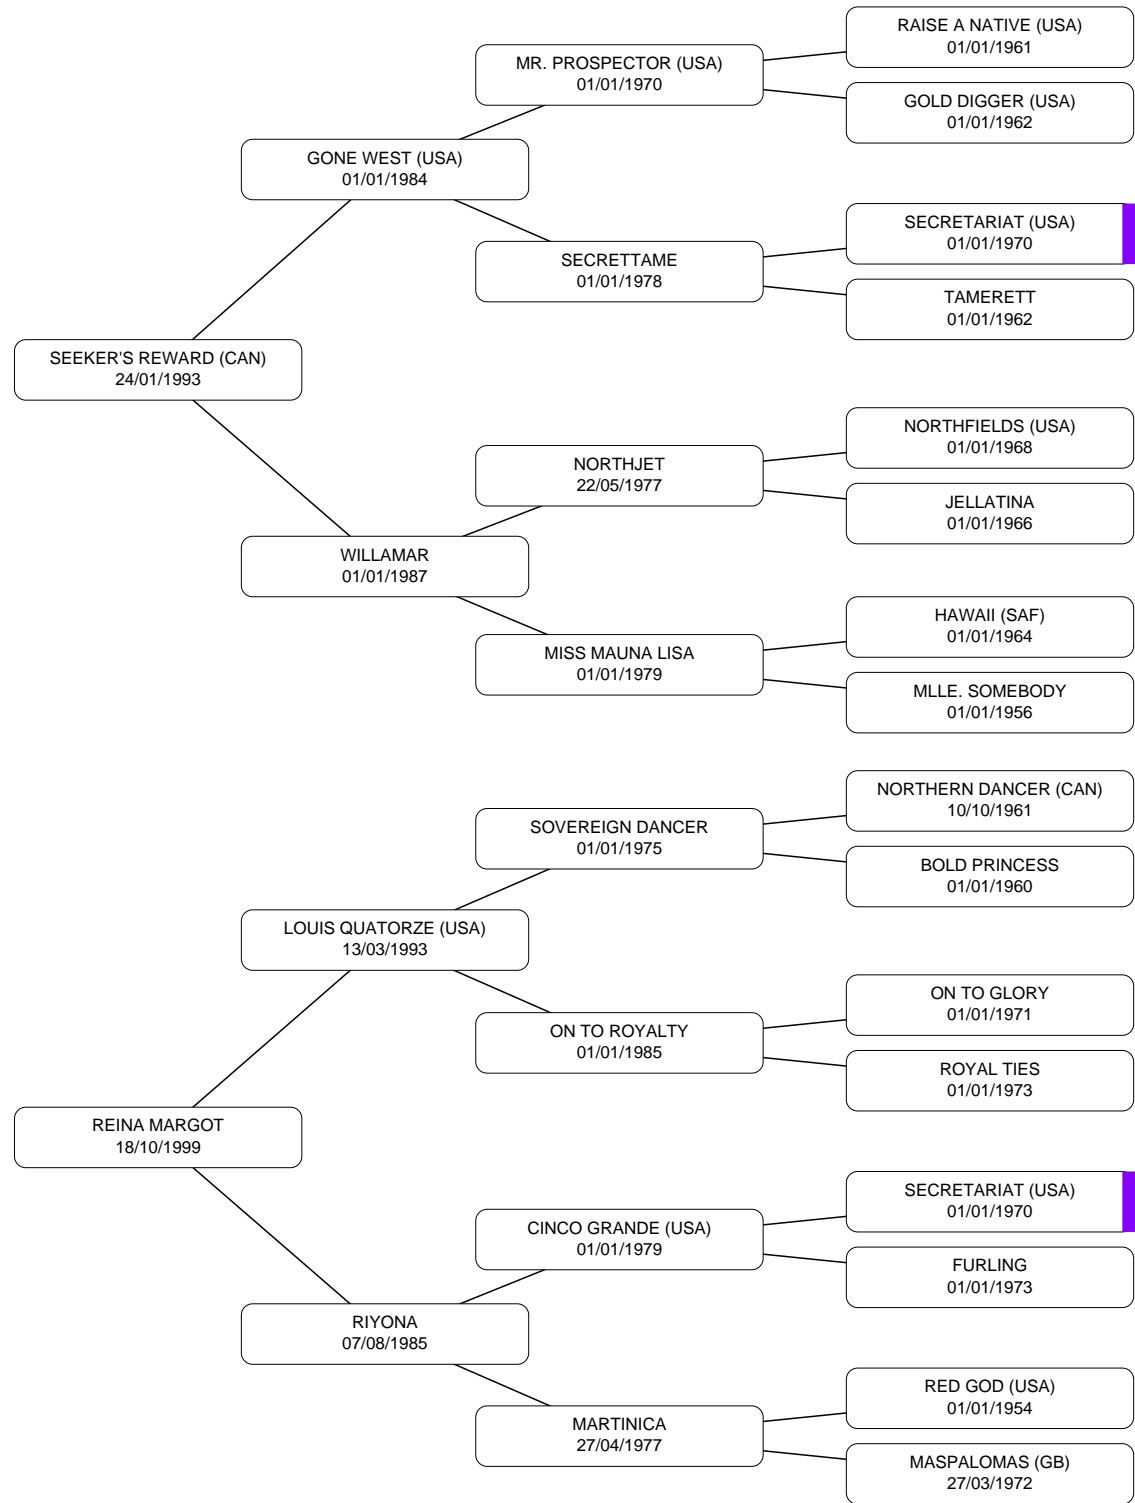 RAISE A NATIVE (USA)
01/01/1961
MR. PROSPECTOR (USA)
01/01/1970
GOLD DIGGER (USA)
01/01/1962
GONE WEST (USA)
01/01/1984
SECRETARIAT (USA)
01/01/1970
SECRETTAME
01/01/1978
TAMERETT
01/01/1962
SEEKER'S REWARD (CAN)
24/01/1993
NORTHFIELDS (USA)
01/01/1968
NORTHJET
22/05/1977
JELLATINA
01/01/1966
WILLAMAR
01/01/1987
HAWAII (SAF)
01/01/1964
MISS MAUNA LISA
01/01/1979
MLLE. SOMEBODY
01/01/1956
NORTHERN DANCER (CAN)
10/10/1961
SOVEREIGN DANCER
01/01/1975
BOLD PRINCESS
01/01/1960
LOUIS QUATORZE (USA)
13/03/1993
ON TO GLORY
01/01/1971
ON TO ROYALTY
01/01/1985
ROYAL TIES
01/01/1973
REINA MARGOT
18/10/1999
SECRETARIAT (USA)
01/01/1970
CINCO GRANDE (USA)
01/01/1979
FURLING
01/01/1973
RIYONA
07/08/1985
RED GOD (USA)
01/01/1954
MARTINICA
27/04/1977
MASPALOMAS (GB)
27/03/1972